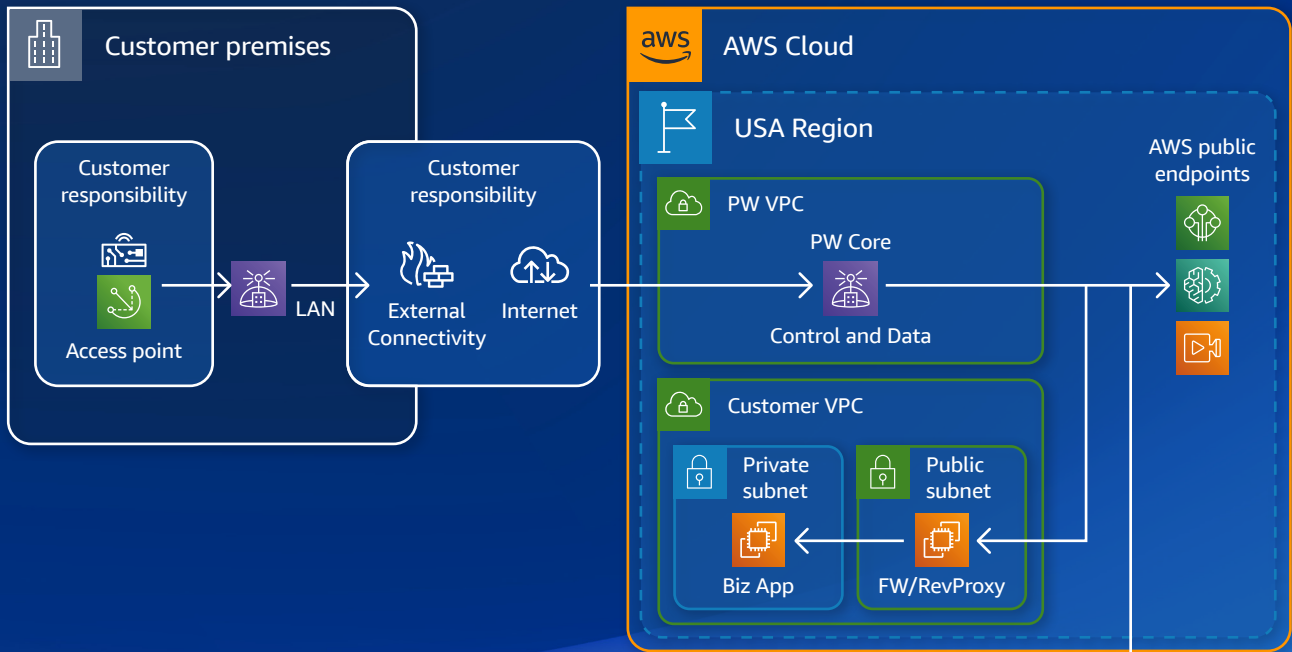 Customer premises
Customer
responsibility
Access point
LAN
Customer
responsibility
External
Connectivity
Internet
aws
AWS Cloud
USA Region
PW VPC
PW Core
Control and Data
Customer VPC
Private
subnet
Biz App
Public
subnet
FW/RevProxy
AWS public
endpoints